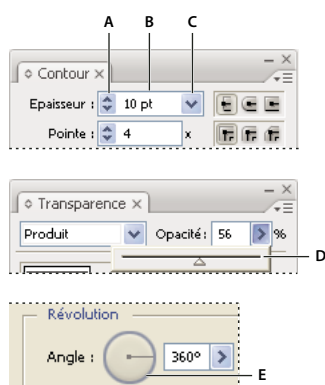 A B C
Contour
Epaisseur : 10 pt
Pointe : 4 x
Transparence
Produit Opacité : 56 %
D
Révolution
Angle : 360°
E